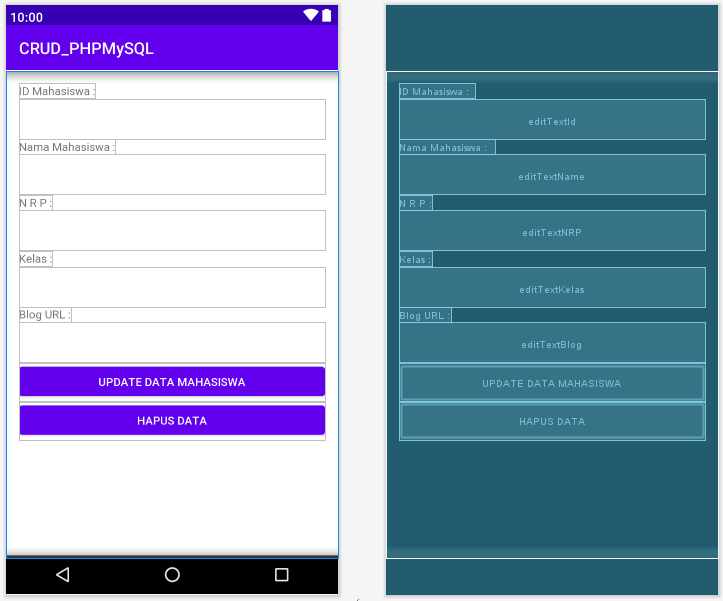 10:00
CRUD_PHPMySQL
ID Mahasiswa :
Nama Mahasiswa :
N R P :
Kelas :
Blog URL :
UPDATE DATA MAHASISWA
HAPUS DATA
ID Mahasiswa :
editTextId
Nama Mahasiswa :
editTextName
N R P :
editTextNRP
Kelas :
editTextKelas
Blog URL :
editTextBlog
UPDATE DATA MAHASISWA
HAPUS DATA